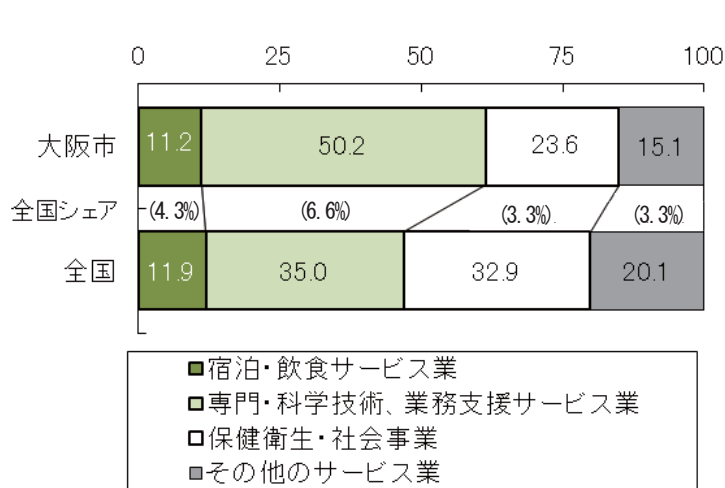 0 25 50 75 100
大阪市 11.2 50.2 23.6 15.1
全国シェア (4.3%) (6.6%) (3.3%) (3.3%)
全国 11.9 35.0 32.9 20.1
宿泊・飲食サービス業
専門・科学技術、業務支援サービス業
保健衛生・社会事業
その他のサービス業